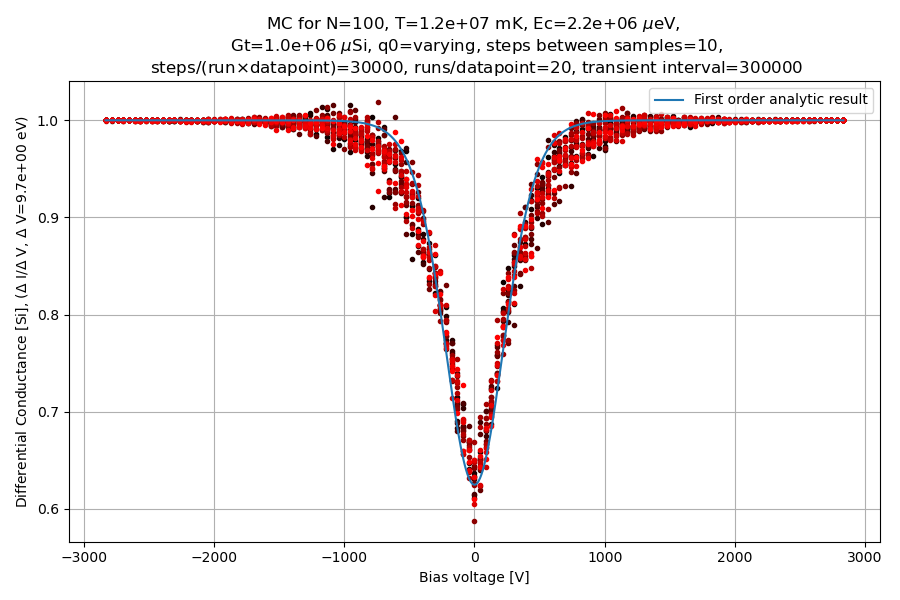 MC for N=100, T=1.2e+07 mK, Ec=2.2e+06 μeV,
Gt=1.0e+06 μSi, q0=varying, steps between samples=10,
steps/(run×datapoint)=30000, runs/datapoint=20, transient interval=300000
First order analytic result
Differential Conductance [Si], (Δ I/Δ V, Δ V=9.7e+00 eV)
1.0
0.9
0.8
0.7
0.6
−3000 −2000 −1000 0 1000 2000 3000
Bias voltage [V]